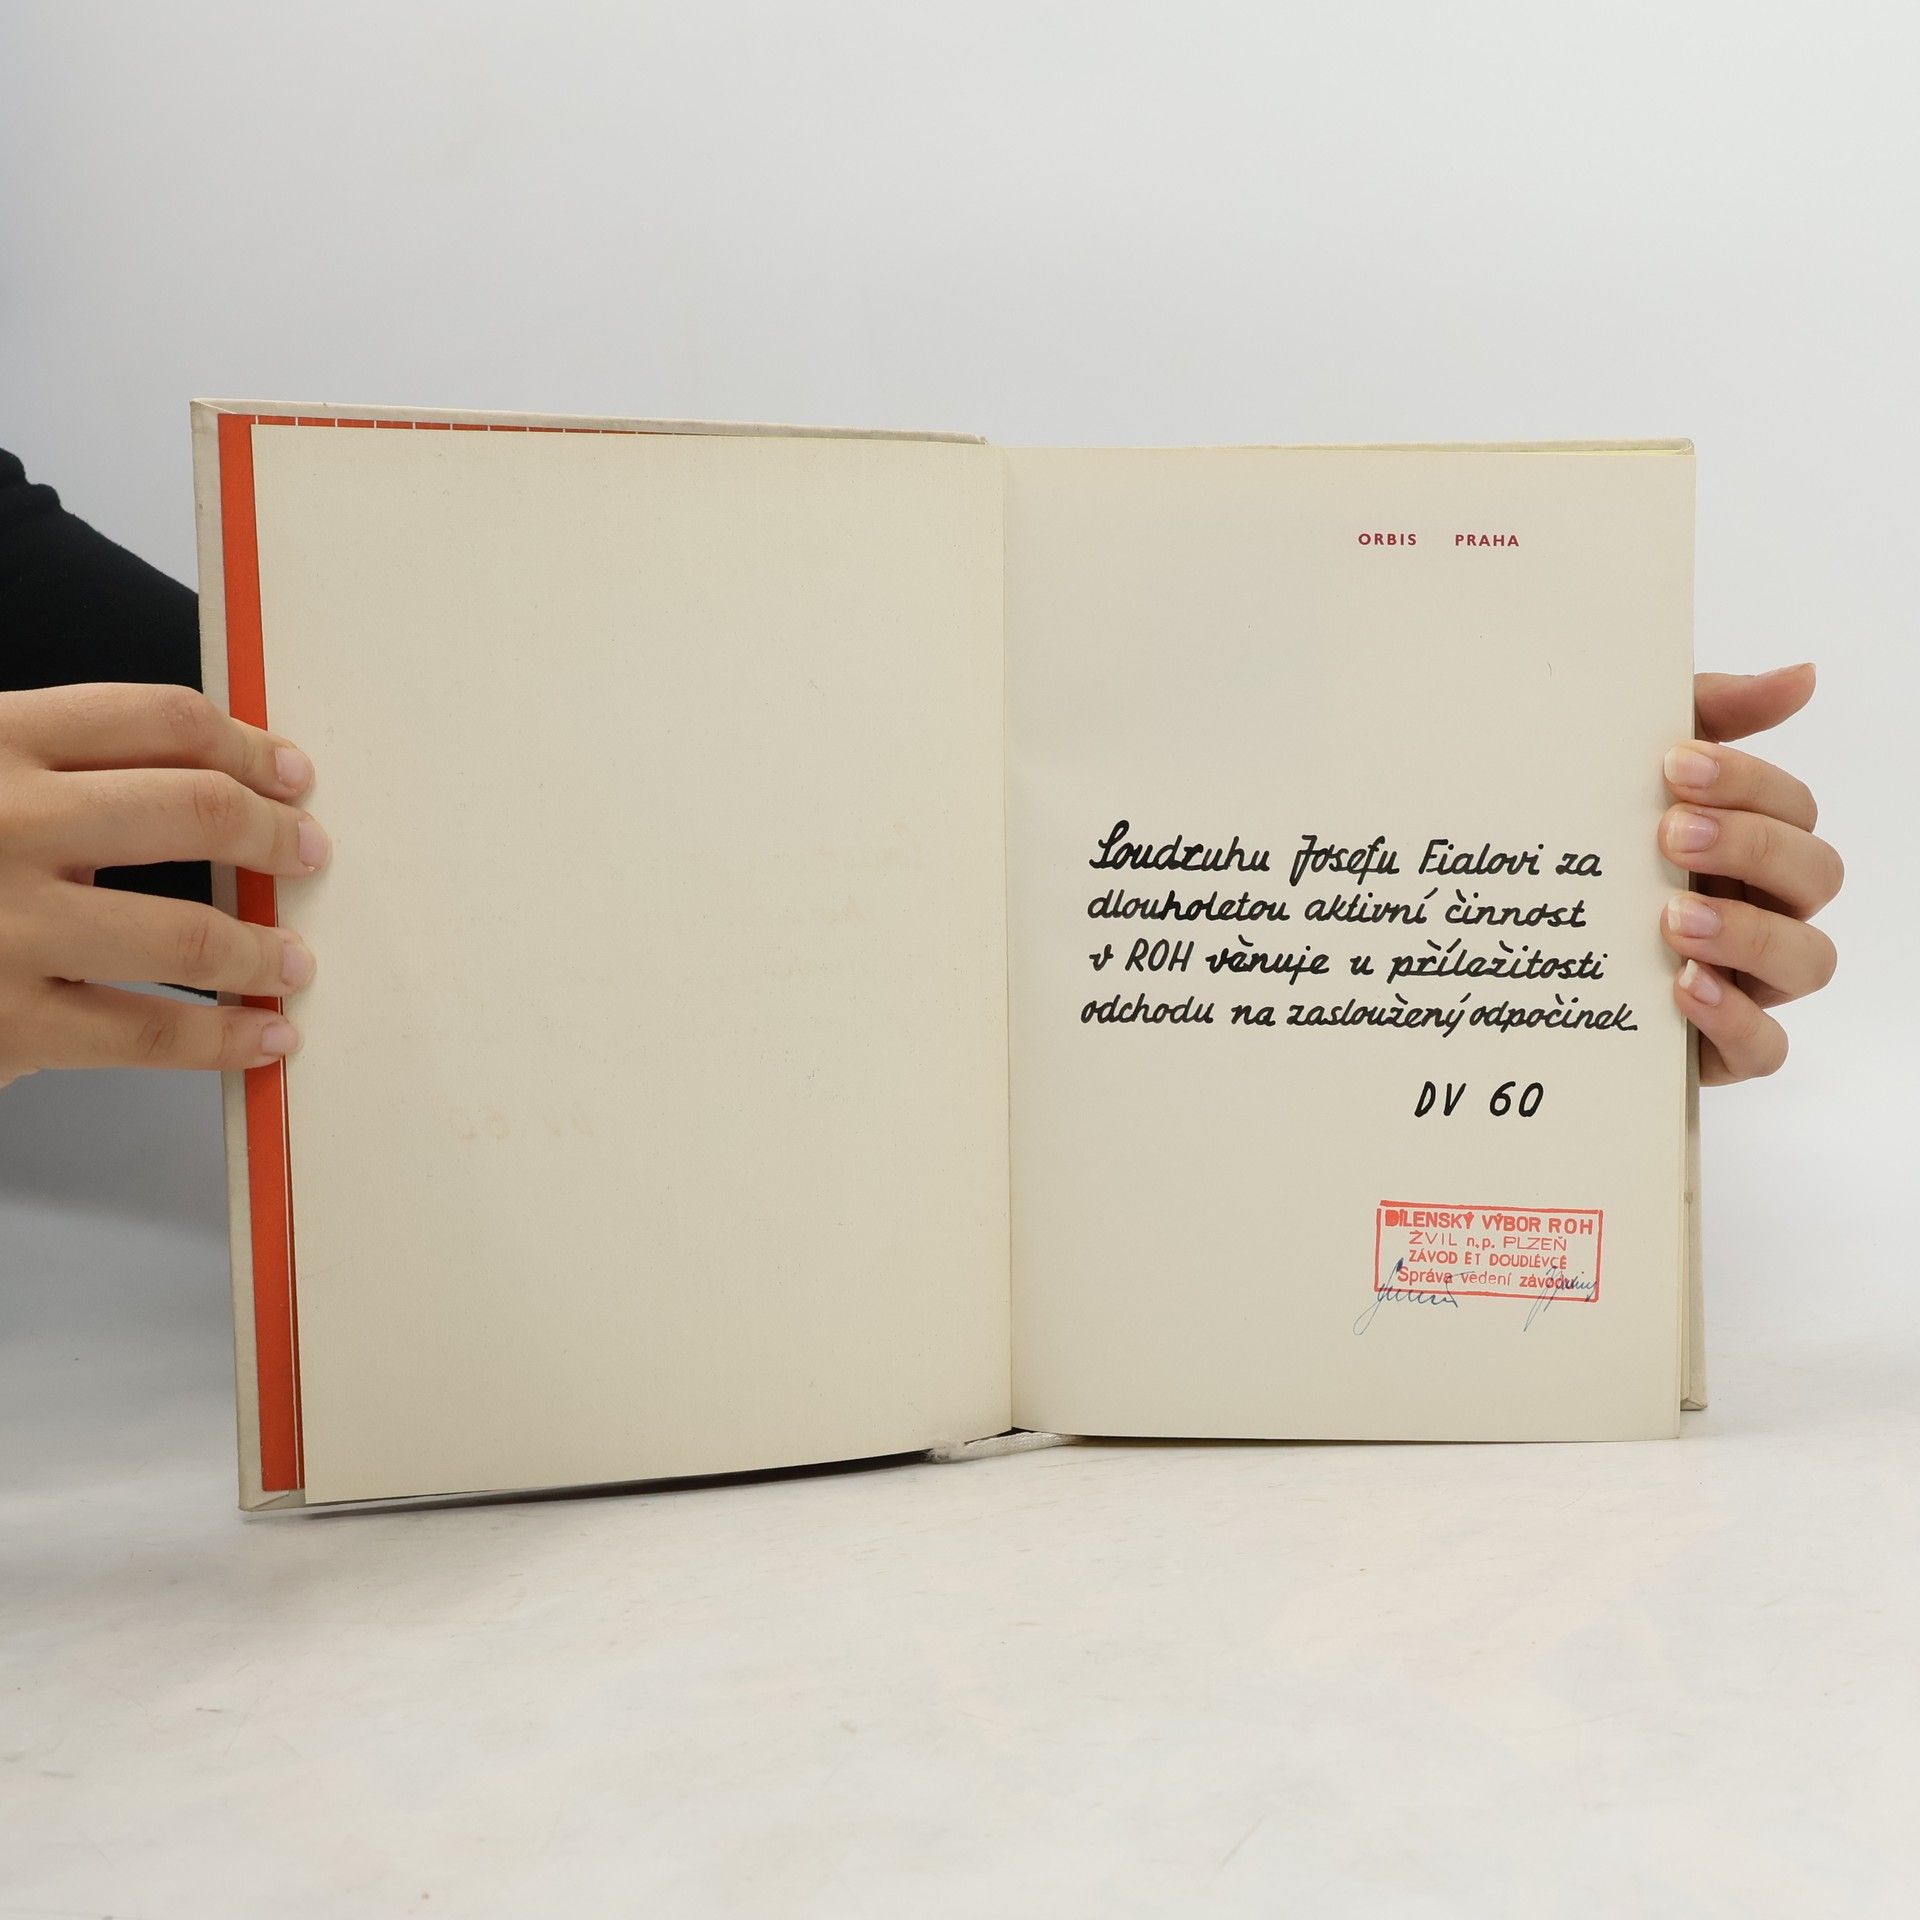 ORBIS PRAHA
Soudruhu Josefu Fialovi za
dlouholetou aktivní činnost
v ROH věnuje u příležitosti
odchodu na zasloužený odpočinek
DV 60
DÍLENSKÝ VÝBOR ROH
ŽVIL n.p. PLZEŇ
ZÁVOD ET DOUDLEVCE
Správa vedení závodu